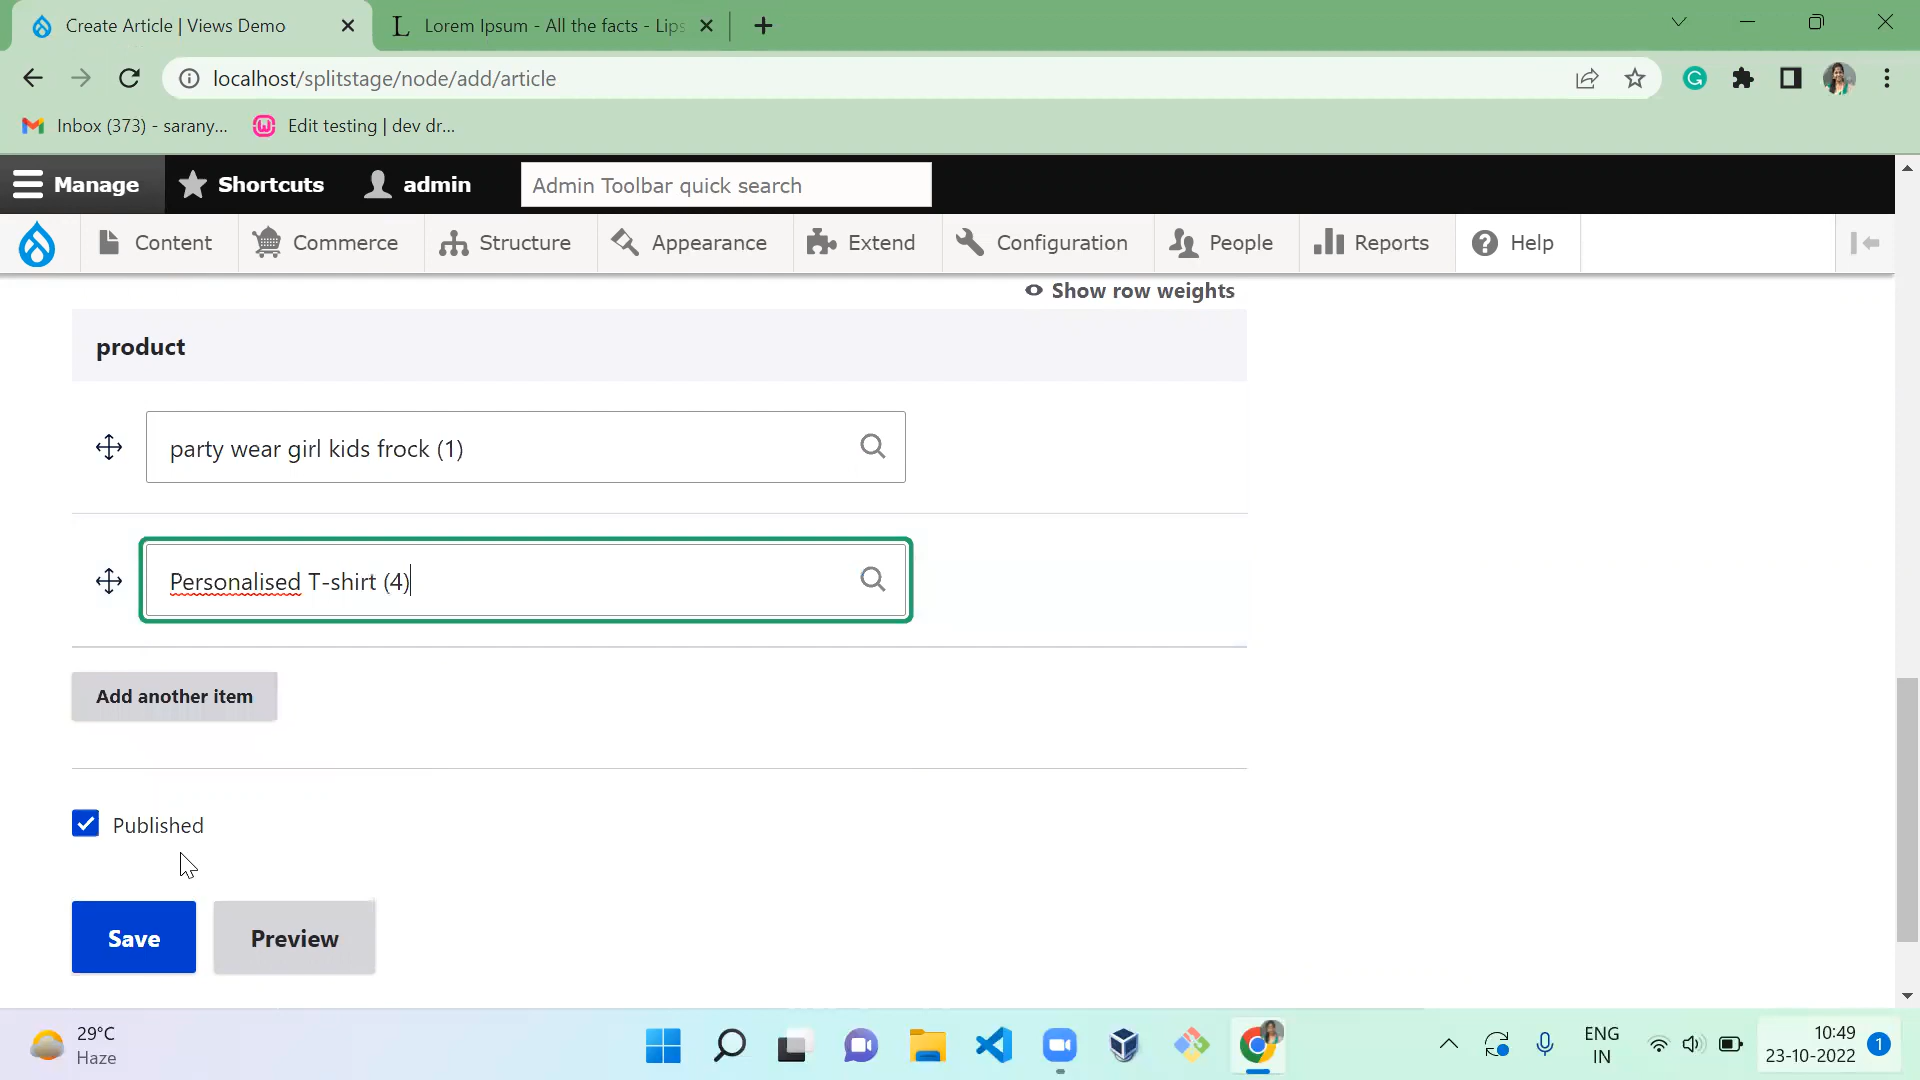 Create Article | Views Demo
L Lorem Ipsum - All the facts - Lips
localhost/splitstage/node/add/article
Inbox (373) - sarany...
Edit testing | dev dr...
Manage
Shortcuts
admin
Admin Toolbar quick search
Content
Commerce
Structure
Appearance
Extend
Configuration
People
Reports
Help
Show row weights
product
party wear girl kids frock (1)
Personalised T-shirt (4)
Add another item
Published
Save
Preview
29°C
Haze
ENG
IN
10:49
23-10-2022
1